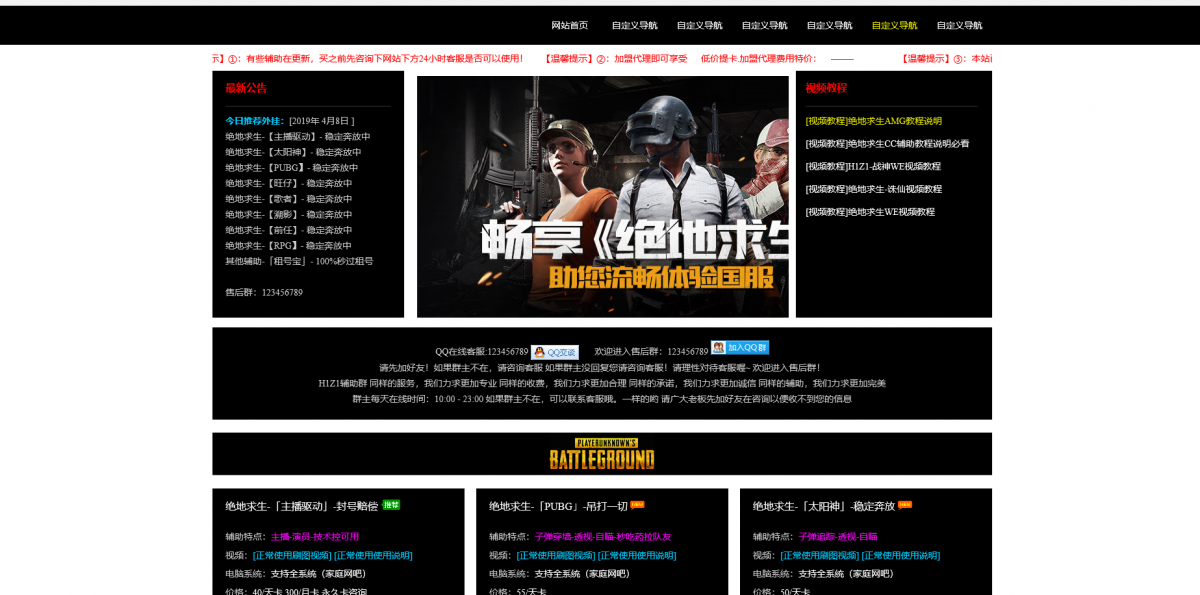 网站首页 自定义导航 自定义导航 自定义导航 自定义导航 自定义导航 自定义导航
示】①：有些辅助在更新，买之前先咨询下网站下方24小时客服是否可以使用！ 【温馨提示】②：加盟代理即可享受 低价提卡.加盟代理费用特价： ——— 【温馨提示】③：本站
最新公告
今日推荐外挂：[2019年 4月8日 ]
绝地求生-【主播驱动】- 稳定奔放中
绝地求生-【太阳神】- 稳定奔放中
绝地求生-【PUBG】- 稳定奔放中
绝地求生-【旺仔】- 稳定奔放中
绝地求生-【歌者】- 稳定奔放中
绝地求生-【溯影】- 稳定奔放中
绝地求生-【前任】- 稳定奔放中
绝地求生-【RPG】- 稳定奔放中
其他辅助-「租号宝」- 100%秒过租号
售后群：123456789
畅享《绝地求生
助您流畅体验国服
视频教程
[视频教程]绝地求生AMG教程说明
[视频教程]绝地求生CC辅助教程说明必看
[视频教程]H1Z1-战神WE视频教程
[视频教程]绝地求生-诛仙视频教程
[视频教程]绝地求生WE视频教程
QQ在线客服:123456789 QQ交谈 欢迎进入售后群：123456789 加入QQ群
请先加好友！如果群主不在，请咨询客服 如果群主没回复您请咨询客服！请理性对待客服喔~ 欢迎进入售后群！
H1Z1辅助群 同样的服务，我们力求更加专业 同样的收费，我们力求更加合理 同样的承诺，我们力求更加诚信 同样的辅助，我们力求更加完美
群主每天在线时间：10:00 - 23:00 如果群主不在，可以联系客服哦。一样的哟 请广大老板先加好友在咨询以便收不到您的信息
PLAYERUNKNOWN'S
BATTLEGROUND
绝地求生-「主播驱动」-封号赔偿 推荐
辅助特点：主播-演员-技术控可用
视频：[正常使用刷图视频] [正常使用使用说明]
电脑系统：支持全系统（家庭网吧）
价格：40/天卡 300/月卡 永久卡咨询
绝地求生-「PUBG」-吊打一切
辅助特点：子弹穿墙-透视-自瞄-秒吃药拉队友
视频：[正常使用刷图视频] [正常使用使用说明]
电脑系统：支持全系统（家庭网吧）
价格：55/天卡
绝地求生-「太阳神」-稳定奔放
辅助特点：子弹追踪-透视-自瞄
视频：[正常使用刷图视频] [正常使用使用说明]
电脑系统：支持全系统（家庭网吧）
价格：50/天卡